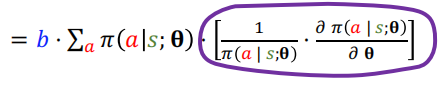 = b · ∑ₐ π(a|s; θ) · [ 1 / π(a | s;θ) · ∂ π(a | s;θ) / ∂ θ ]